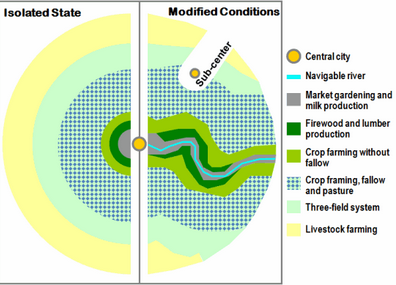 Isolated State
Modified Conditions
Sub-center
Central city
Navigable river
Market gardening and
milk production
Firewood and lumber
production
Crop farming without
fallow
Crop framing, fallow
and pasture
Three-field system
Livestock farming